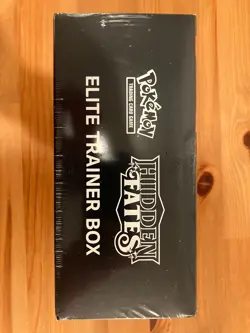 POKéMON
TRADING CARD GAME
HIDDEN
FATES
ELITE TRAINER BOX